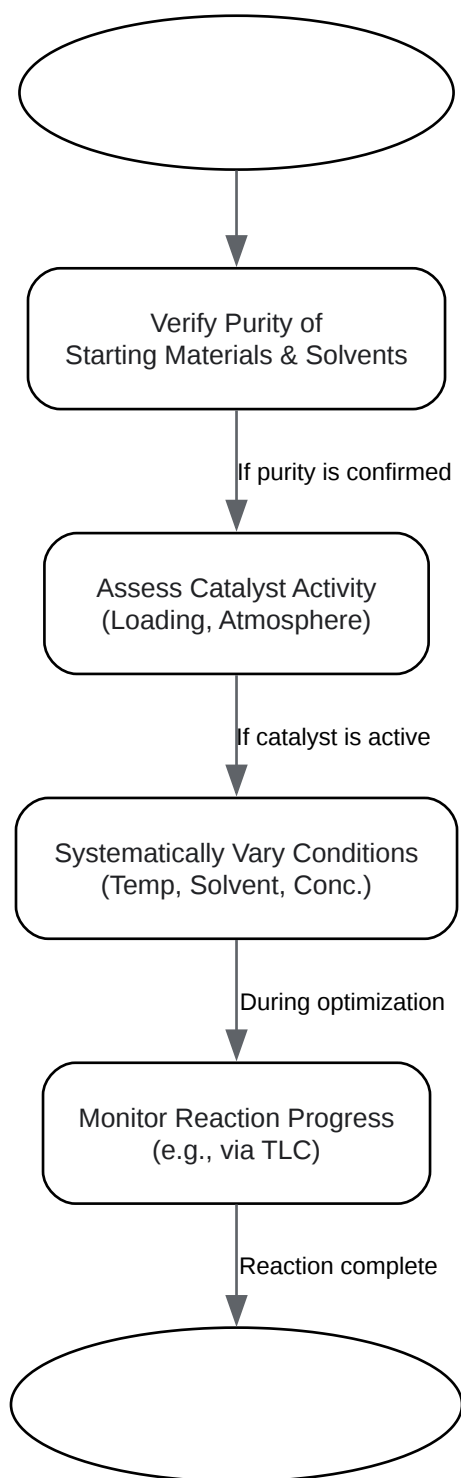 Verify Purity of
Starting Materials & Solvents
If purity is confirmed
Assess Catalyst Activity
(Loading, Atmosphere)
If catalyst is active
Systematically Vary Conditions
(Temp, Solvent, Conc.)
During optimization
Monitor Reaction Progress
(e.g., via TLC)
Reaction complete